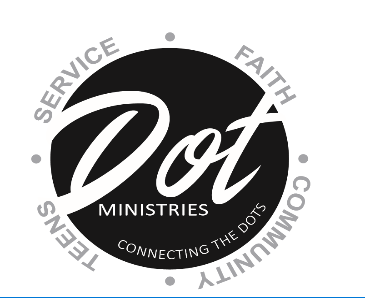 SERVICE
FAITH
Dot
MINISTRIES
CONNECTING THE DOTS
TEENS
COMMUNITY